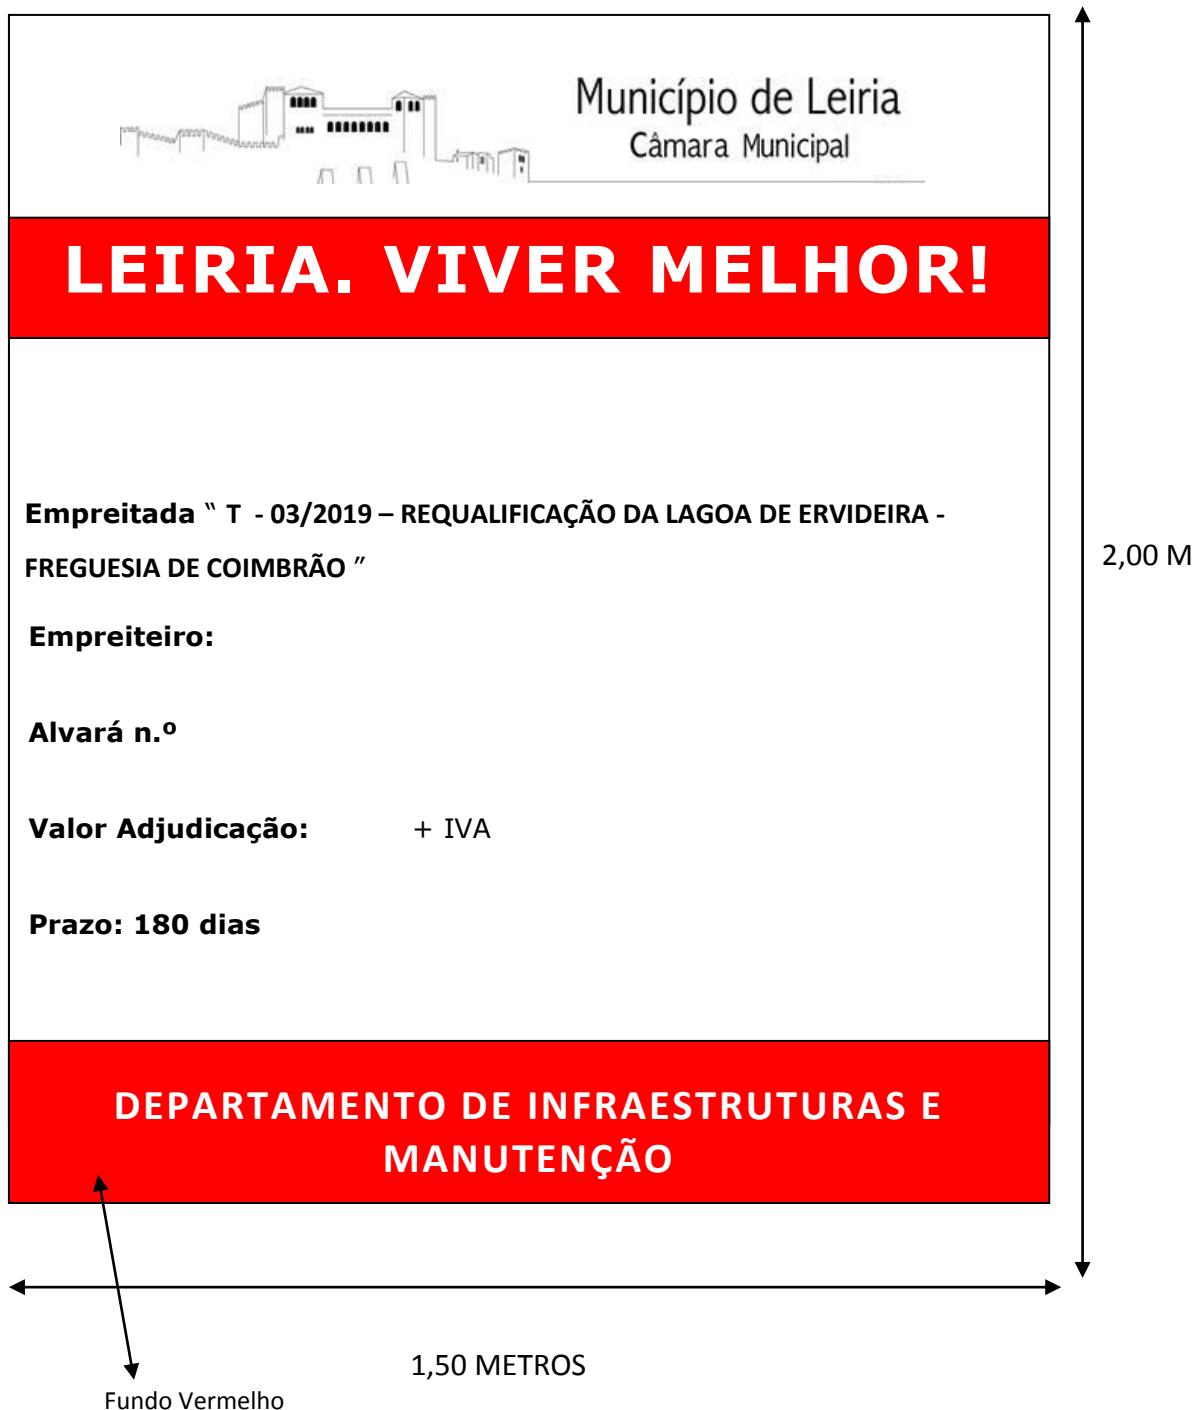 Município de Leiria
Câmara Municipal
LEIRIA. VIVER MELHOR!
Empreitada “ T - 03/2019 – REQUALIFICAÇÃO DA LAGOA DE ERVIDEIRA -
FREGUESIA DE COIMBRÃO ”
2,00 M
Empreiteiro:
Alvará n.º
Valor Adjudicação: + IVA
Prazo: 180 dias
DEPARTAMENTO DE INFRAESTRUTURAS E
MANUTENÇÃO
1,50 METROS
Fundo Vermelho